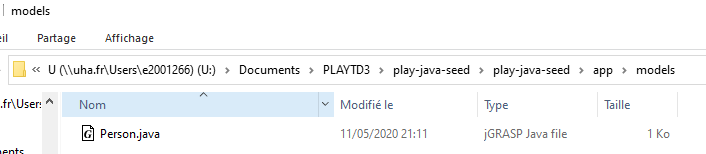 models
eil
Partage
Affichage
« U (\\uha.fr\Users\e2001266) (U:) > Documents > PLAYTD3 > play-java-seed > play-java-seed > app > models
Nom Modifié le Type Taille
a.fr\Users
Person.java 11/05/2020 21:11 jGRASP Java file 1 Ko
ments